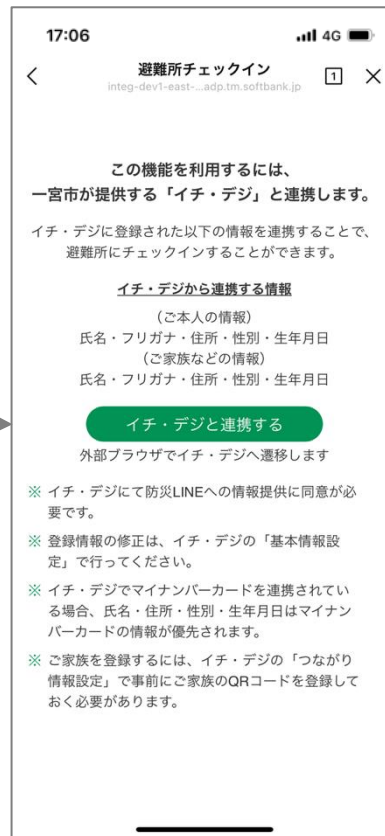 17:06
4G
避難所チェックイン
integ-dev1-east-...adp.tm.softbank.jp
1
この機能を利用するには、
一宮市が提供する「イチ・デジ」と連携します。
イチ・デジに登録された以下の情報を連携することで、
避難所にチェックインすることができます。
イチ・デジから連携する情報
（ご本人の情報）
氏名・フリガナ・住所・性別・生年月日
（ご家族などの情報）
氏名・フリガナ・住所・性別・生年月日
イチ・デジと連携する
外部ブラウザでイチ・デジへ遷移します
※ イチ・デジにて防災LINEへの情報提供に同意が必
要です。
※ 登録情報の修正は、イチ・デジの「基本情報設
定」で行ってください。
※ イチ・デジでマイナンバーカードを連携されてい
る場合、氏名・住所・性別・生年月日はマイナン
バーカードの情報が優先されます。
※ ご家族を登録するには、イチ・デジの「つながり
情報設定」で事前にご家族のQRコードを登録して
おく必要があります。